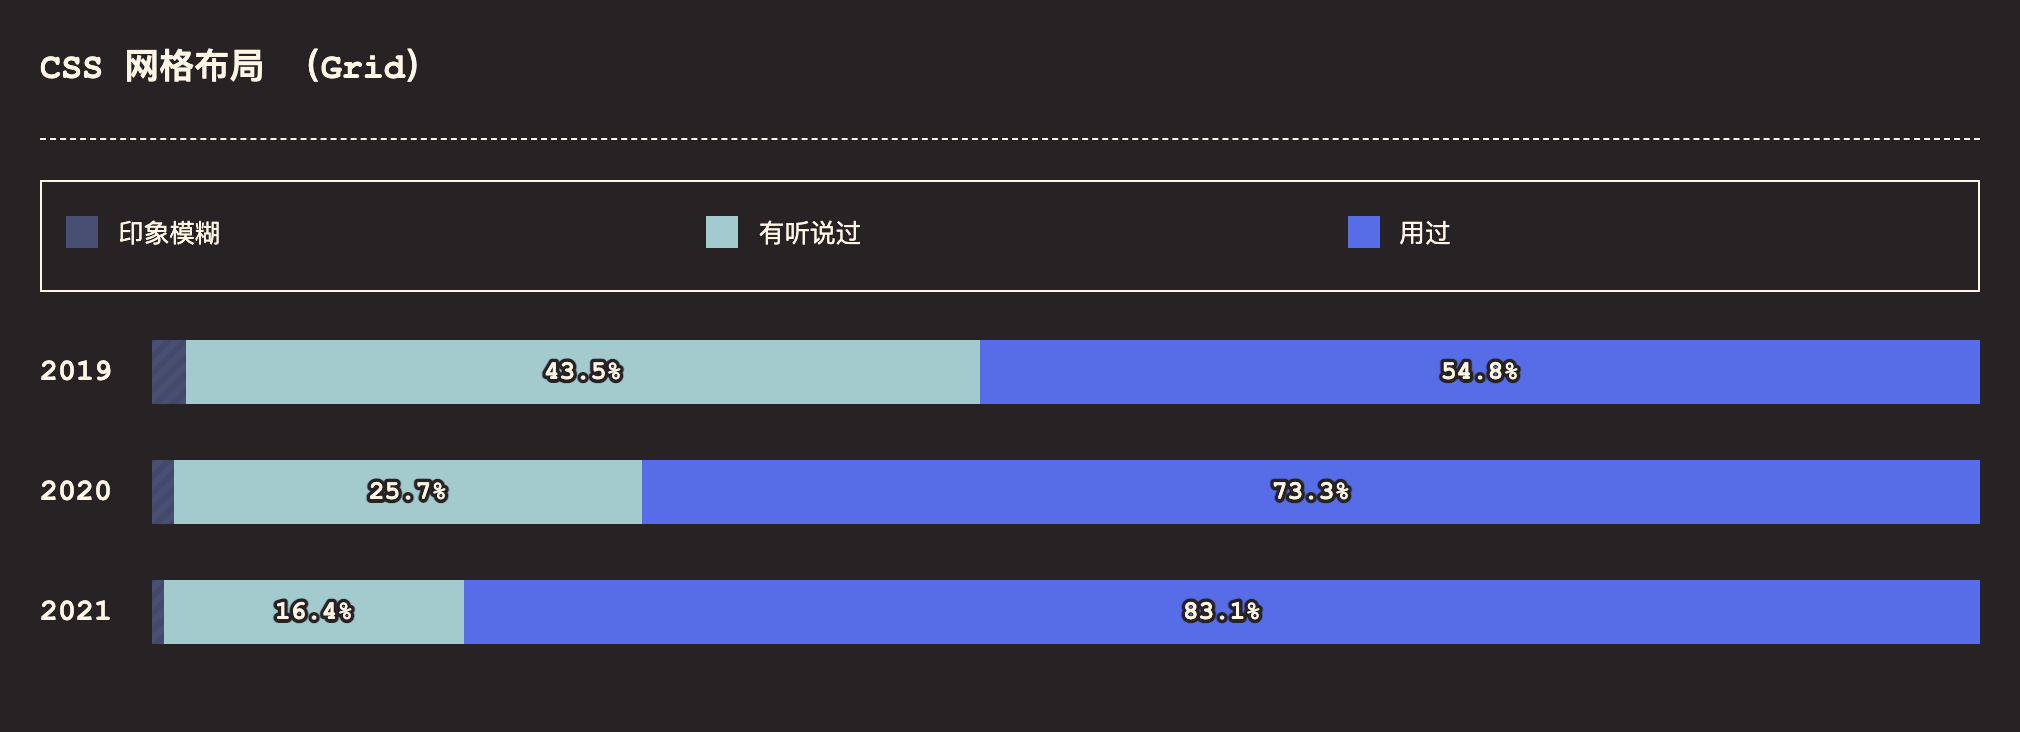 CSS 网格布局 （Grid）
印象模糊 有听说过 用过
2019 43.5% 54.8%
2020 25.7% 73.3%
2021 16.4% 83.1%